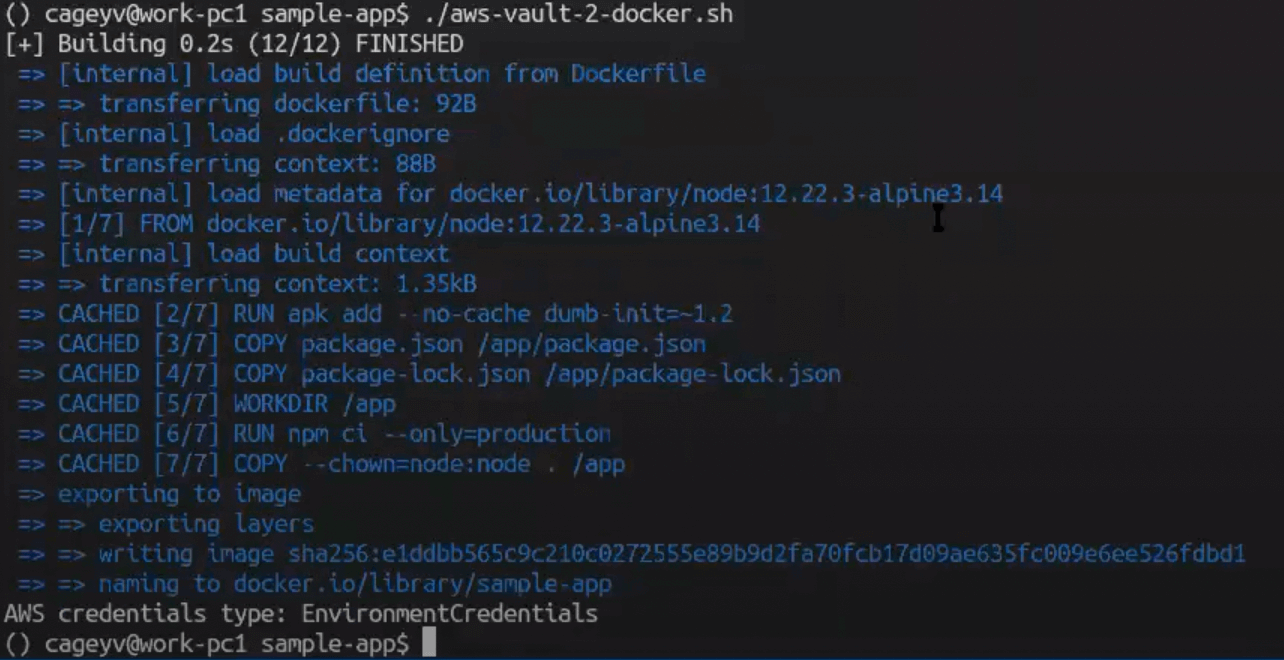 () cageyv@work-pc1 sample-app$ ./aws-vault-2-docker.sh
[+] Building 0.2s (12/12) FINISHED
=> [internal] load build definition from Dockerfile
=> => transferring dockerfile: 92B
=> [internal] load .dockerignore
=> => transferring context: 88B
=> [internal] load metadata for docker.io/library/node:12.22.3-alpine3.14
=> [1/7] FROM docker.io/library/node:12.22.3-alpine3.14
=> [internal] load build context
=> => transferring context: 1.35kB
=> CACHED [2/7] RUN apk add --no-cache dumb-init=~1.2
=> CACHED [3/7] COPY package.json /app/package.json
=> CACHED [4/7] COPY package-lock.json /app/package-lock.json
=> CACHED [5/7] WORKDIR /app
=> CACHED [6/7] RUN npm ci --only=production
=> CACHED [7/7] COPY --chown=node:node . /app
=> exporting to image
=> => exporting layers
=> => writing image sha256:e1ddbb565c9c210c0272555e89b9d2fa70fcb17d09ae635fc009e6ee526fdbd1
=> => naming to docker.io/library/sample-app
AWS credentials type: EnvironmentCredentials
() cageyv@work-pc1 sample-app$